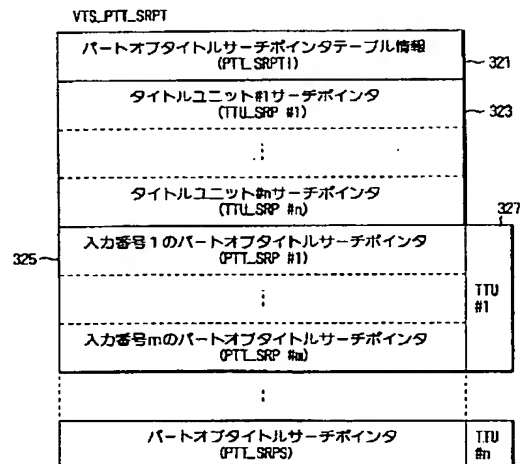 VTS_PTT_SRPT
パートオブタイトルサーチポインタテーブル情報
(PTT_SRPTI)
321
タイトルユニット#1サーチポインタ
(TTU_SRP #1)
323
⋮
タイトルユニット#nサーチポインタ
(TTU_SRP #n)
327
325
入力番号1のパートオブタイトルサーチポインタ
(PTT_SRP #1)
⋮
TTU
#1
入力番号mのパートオブタイトルサーチポインタ
(PTT_SRP #m)
⋮
パートオブタイトルサーチポインタ
(PTT_SRPS)
TTU
#n